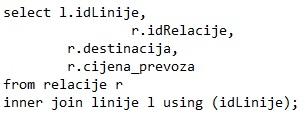 select l.idLinije,
r.idRelacije,
r.destinacija,
r.cijena_prevoza
from relacije r
inner join linije l using (idLinije);